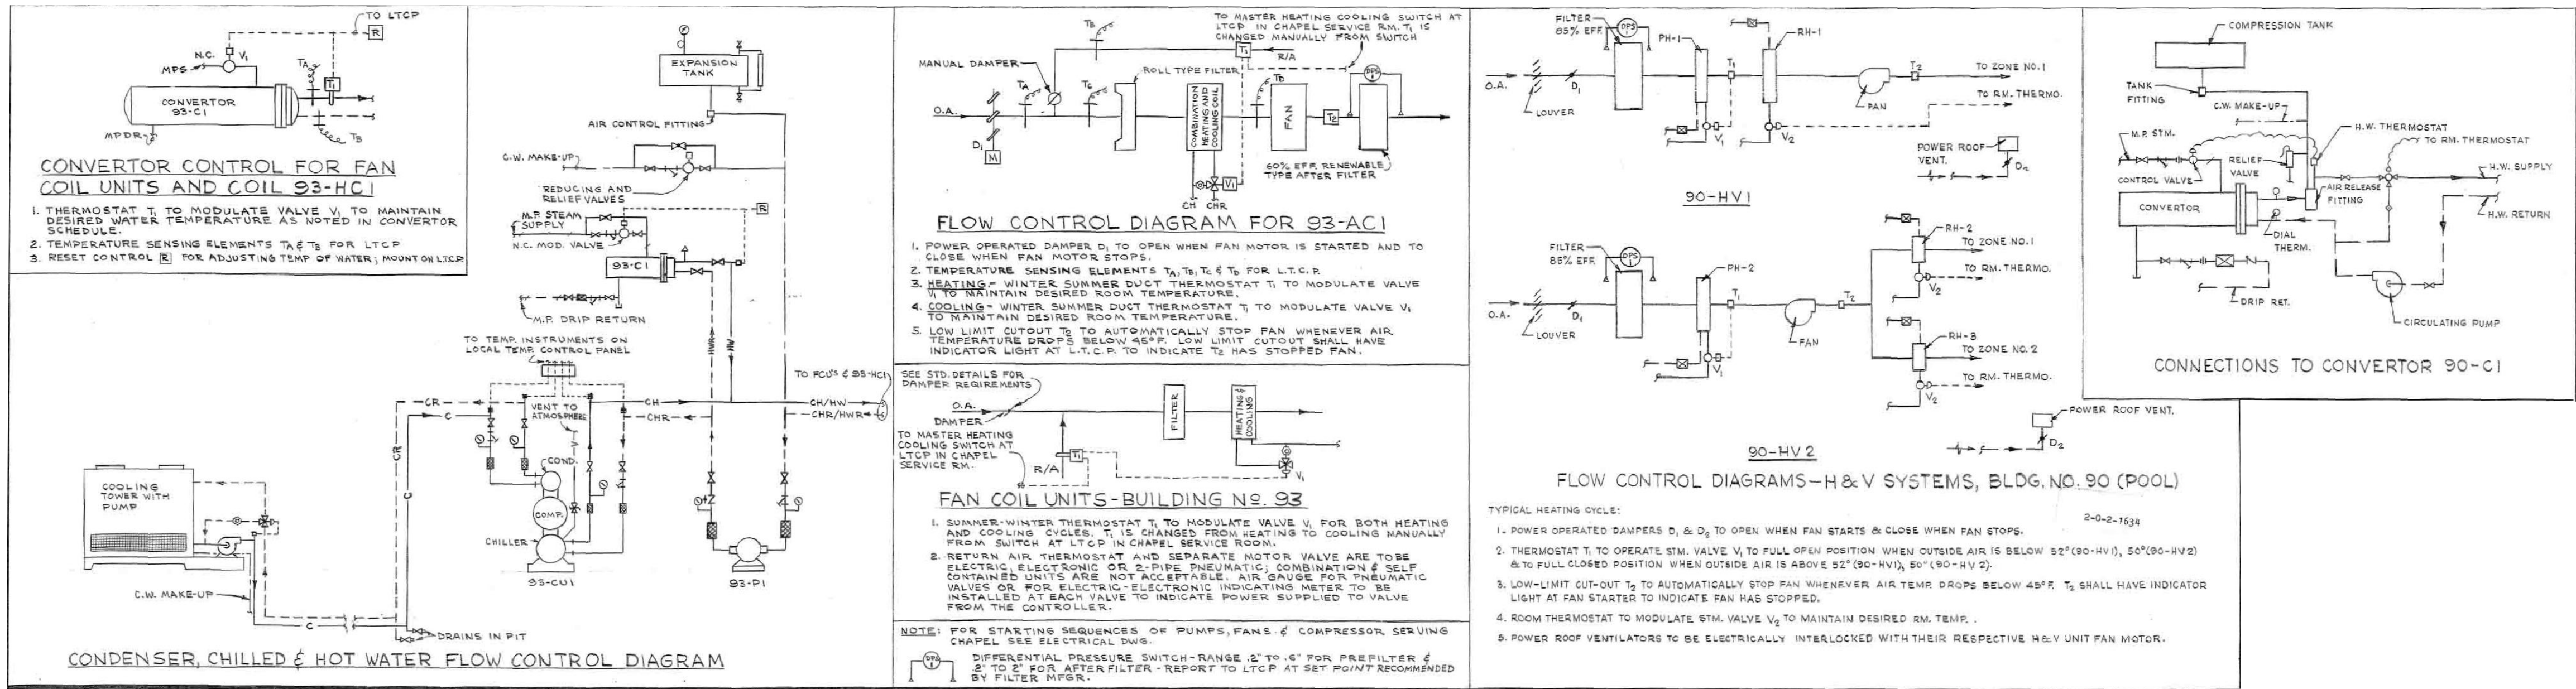 TO LTCP
R
N.C.
V1
MPS
TA
T1
CONVERTOR
93-C1
MPDR
TB
CONVERTOR CONTROL FOR FAN
COIL UNITS AND COIL 93-HC1
1. THERMOSTAT T1 TO MODULATE VALVE V1 TO MAINTAIN
DESIRED WATER TEMPERATURE AS NOTED IN CONVERTOR
SCHEDULE.
2. TEMPERATURE SENSING ELEMENTS TA & TB FOR LTCP
3. RESET CONTROL R FOR ADJUSTING TEMP OF WATER; MOUNT ON LTCP.
EXPANSION
TANK
AIR CONTROL FITTING
C.W. MAKE-UP
REDUCING AND
RELIEF VALVES
M.P. STEAM
SUPPLY
R
N.C. MOD. VALVE
93-C1
M.P. DRIP RETURN
HWR
HW
TO TEMP. INSTRUMENTS ON
LOCAL TEMP. CONTROL PANEL
TO FCU'S & 93-HC1
CR
C
VENT TO
ATMOSPHERE
CH
CHR
CH/HW
CHR/HWR
CR
C
COND.
COMP.
CHILLER
93-CU1
93-P1
COOLING
TOWER WITH
PUMP
C.W. MAKE-UP
C
DRAINS IN PIT
CONDENSER, CHILLED & HOT WATER FLOW CONTROL DIAGRAM
TO MASTER HEATING COOLING SWITCH AT
LTCP IN CHAPEL SERVICE RM. T1 IS
CHANGED MANUALLY FROM SWITCH
TB
T1
R/A
MANUAL DAMPER
ROLL TYPE FILTER
TA
TC
TD
DPS
1
O.A.
COMBINATION
HEATING AND
COOLING COIL
FAN
T2
D1
M
V1
CH
CHR
60% EFF. RENEWABLE
TYPE AFTER FILTER
FLOW CONTROL DIAGRAM FOR 93-AC1
1. POWER OPERATED DAMPER D1 TO OPEN WHEN FAN MOTOR IS STARTED AND TO
CLOSE WHEN FAN MOTOR STOPS.
2. TEMPERATURE SENSING ELEMENTS TA, TB, TC & TD FOR L.T.C.P.
3. HEATING - WINTER SUMMER DUCT THERMOSTAT T1 TO MODULATE VALVE
V1 TO MAINTAIN DESIRED ROOM TEMPERATURE.
4. COOLING - WINTER SUMMER DUCT THERMOSTAT T1 TO MODULATE VALVE V1
TO MAINTAIN DESIRED ROOM TEMPERATURE.
5. LOW LIMIT CUTOUT T2 TO AUTOMATICALLY STOP FAN WHENEVER AIR
TEMPERATURE DROPS BELOW 45°F. LOW LIMIT CUTOUT SHALL HAVE
INDICATOR LIGHT AT L.T.C.P. TO INDICATE T2 HAS STOPPED FAN.
SEE STD. DETAILS FOR
DAMPER REQUIREMENTS
O.A.
DAMPER
FILTER
HEATING &
COOLING
TO MASTER HEATING
COOLING SWITCH AT
LTCP IN CHAPEL
SERVICE RM.
R/A
T1
V1
FAN COIL UNITS-BUILDING No. 93
1. SUMMER-WINTER THERMOSTAT T1 TO MODULATE VALVE V1 FOR BOTH HEATING
AND COOLING CYCLES. T1 IS CHANGED FROM HEATING TO COOLING MANUALLY
FROM SWITCH AT LTCP IN CHAPEL SERVICE ROOM.
2. RETURN AIR THERMOSTAT AND SEPARATE MOTOR VALVE ARE TO BE
ELECTRIC, ELECTRONIC OR 2-PIPE PNEUMATIC; COMBINATION & SELF
CONTAINED UNITS ARE NOT ACCEPTABLE. AIR GAUGE FOR PNEUMATIC
VALVES OR FOR ELECTRIC-ELECTRONIC INDICATING METER TO BE
INSTALLED AT EACH VALVE TO INDICATE POWER SUPPLIED TO VALVE
FROM THE CONTROLLER.
NOTE: FOR STARTING SEQUENCES OF PUMPS, FANS & COMPRESSOR SERVING
CHAPEL SEE ELECTRICAL DWG.
DPS
1
DIFFERENTIAL PRESSURE SWITCH-RANGE .2" TO .6" FOR PREFILTER &
.2" TO 2" FOR AFTER FILTER - REPORT TO LTCP AT SET POINT RECOMMENDED
BY FILTER MFGR.
FILTER
85% EFF.
DPS
1
PH-1
RH-1
T1
T2
TO ZONE NO. 1
O.A.
D1
LOUVER
FAN
TO RM. THERMO.
V1
V2
POWER ROOF
VENT.
D2
90-HV1
FILTER
85% EFF.
DPS
1
PH-2
RH-2
TO ZONE NO. 1
TO RM. THERMO.
V2
T1
T2
O.A.
D1
LOUVER
FAN
V1
RH-3
TO ZONE NO. 2
TO RM. THERMO.
V2
POWER ROOF VENT.
D2
90-HV2
FLOW CONTROL DIAGRAMS-H & V SYSTEMS, BLDG. NO. 90 (POOL)
TYPICAL HEATING CYCLE:
2-0-2-1634
1. POWER OPERATED DAMPERS D1 & D2 TO OPEN WHEN FAN STARTS & CLOSE WHEN FAN STOPS.
2. THERMOSTAT T1 TO OPERATE STM. VALVE V1 TO FULL OPEN POSITION WHEN OUTSIDE AIR IS BELOW 52° (90-HV1), 50° (90-HV2)
& TO FULL CLOSED POSITION WHEN OUTSIDE AIR IS ABOVE 52° (90-HV1), 50° (90-HV2).
3. LOW-LIMIT CUT-OUT T2 TO AUTOMATICALLY STOP FAN WHENEVER AIR TEMP. DROPS BELOW 45°F. T2 SHALL HAVE INDICATOR
LIGHT AT FAN STARTER TO INDICATE FAN HAS STOPPED.
4. ROOM THERMOSTAT TO MODULATE STM. VALVE V2 TO MAINTAIN DESIRED RM. TEMP.
5. POWER ROOF VENTILATORS TO BE ELECTRICALLY INTERLOCKED WITH THEIR RESPECTIVE H&V UNIT FAN MOTOR.
COMPRESSION TANK
TANK
FITTING
C.W. MAKE-UP
M.P. STM.
H.W. THERMOSTAT
TO RM. THERMOSTAT
RELIEF
VALVE
CONTROL VALVE
H.W. SUPPLY
AIR RELEASE
FITTING
CONVERTOR
H.W. RETURN
DIAL
THERM.
DRIP RET.
CIRCULATING PUMP
CONNECTIONS TO CONVERTOR 90-C1